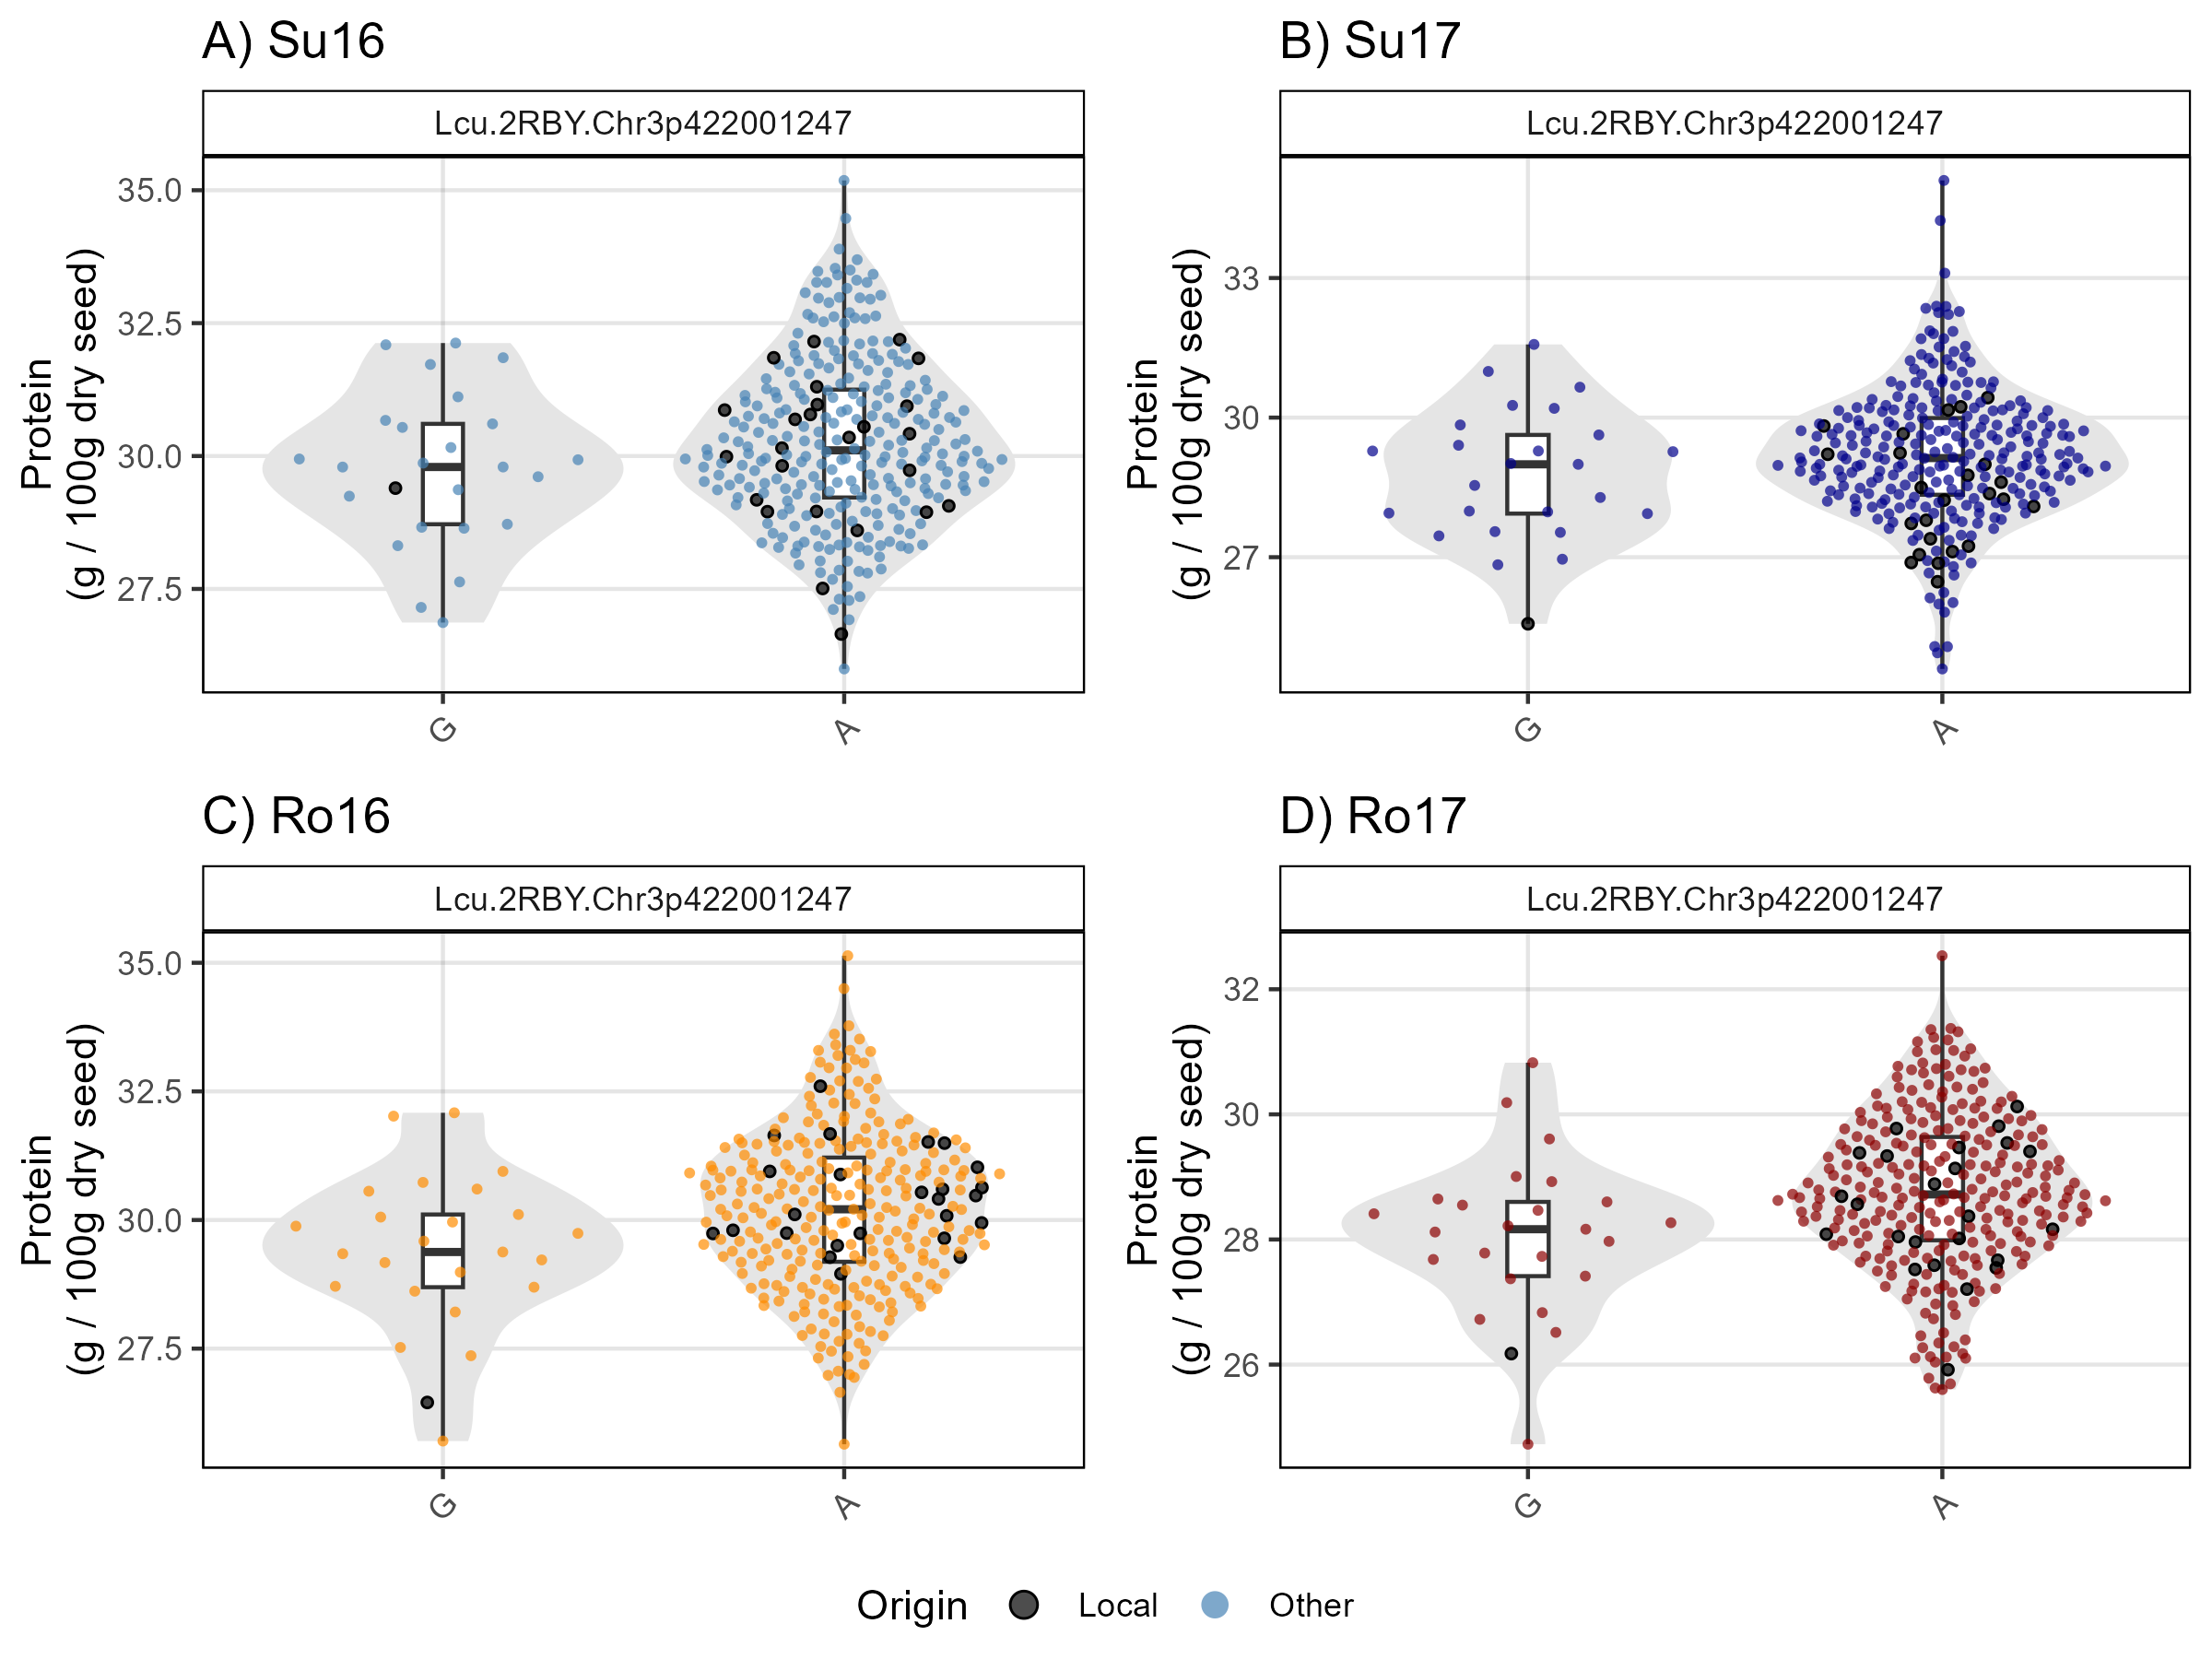 A) Su16
Lcu.2RBY.Chr3p422001247
Protein
(g / 100g dry seed)
35.0
32.5
30.0
27.5
G
A
B) Su17
Lcu.2RBY.Chr3p422001247
Protein
(g / 100g dry seed)
33
30
27
G
A
C) Ro16
Lcu.2RBY.Chr3p422001247
Protein
(g / 100g dry seed)
35.0
32.5
30.0
27.5
G
A
D) Ro17
Lcu.2RBY.Chr3p422001247
Protein
(g / 100g dry seed)
32
30
28
26
G
A
Origin Local Other